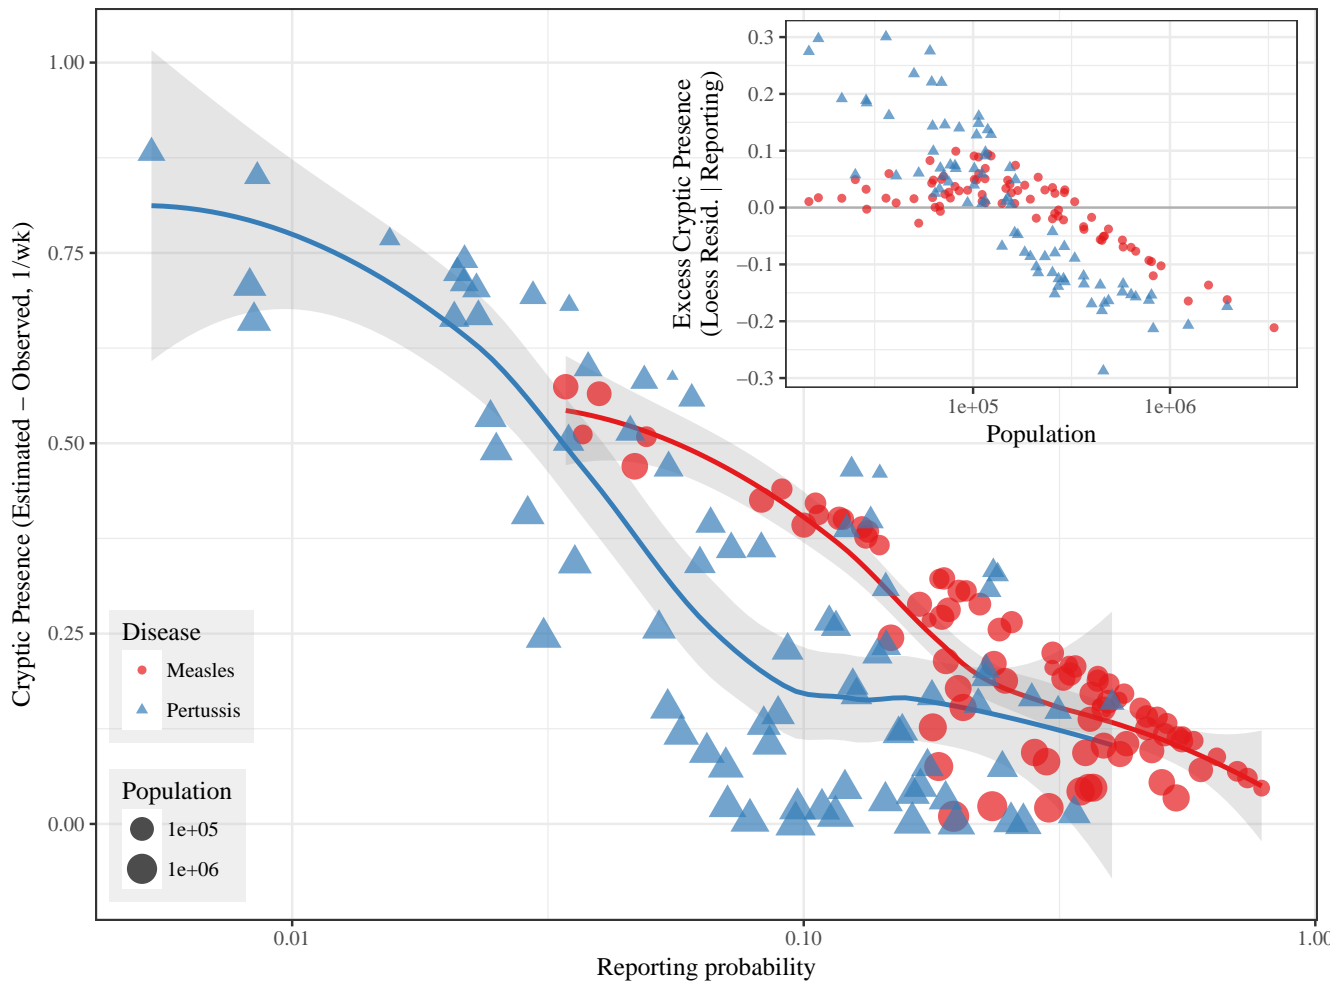 1.00
0.75
0.50
0.25
0.00
Cryptic Presence (Estimated − Observed, 1/wk)
0.01
0.10
1.00
Reporting probability
Disease
Measles
Pertussis
Population
1e+05
1e+06
0.3
0.2
0.1
0.0
−0.1
−0.2
−0.3
Excess Cryptic Presence
(Loess Resid. | Reporting)
1e+05
1e+06
Population